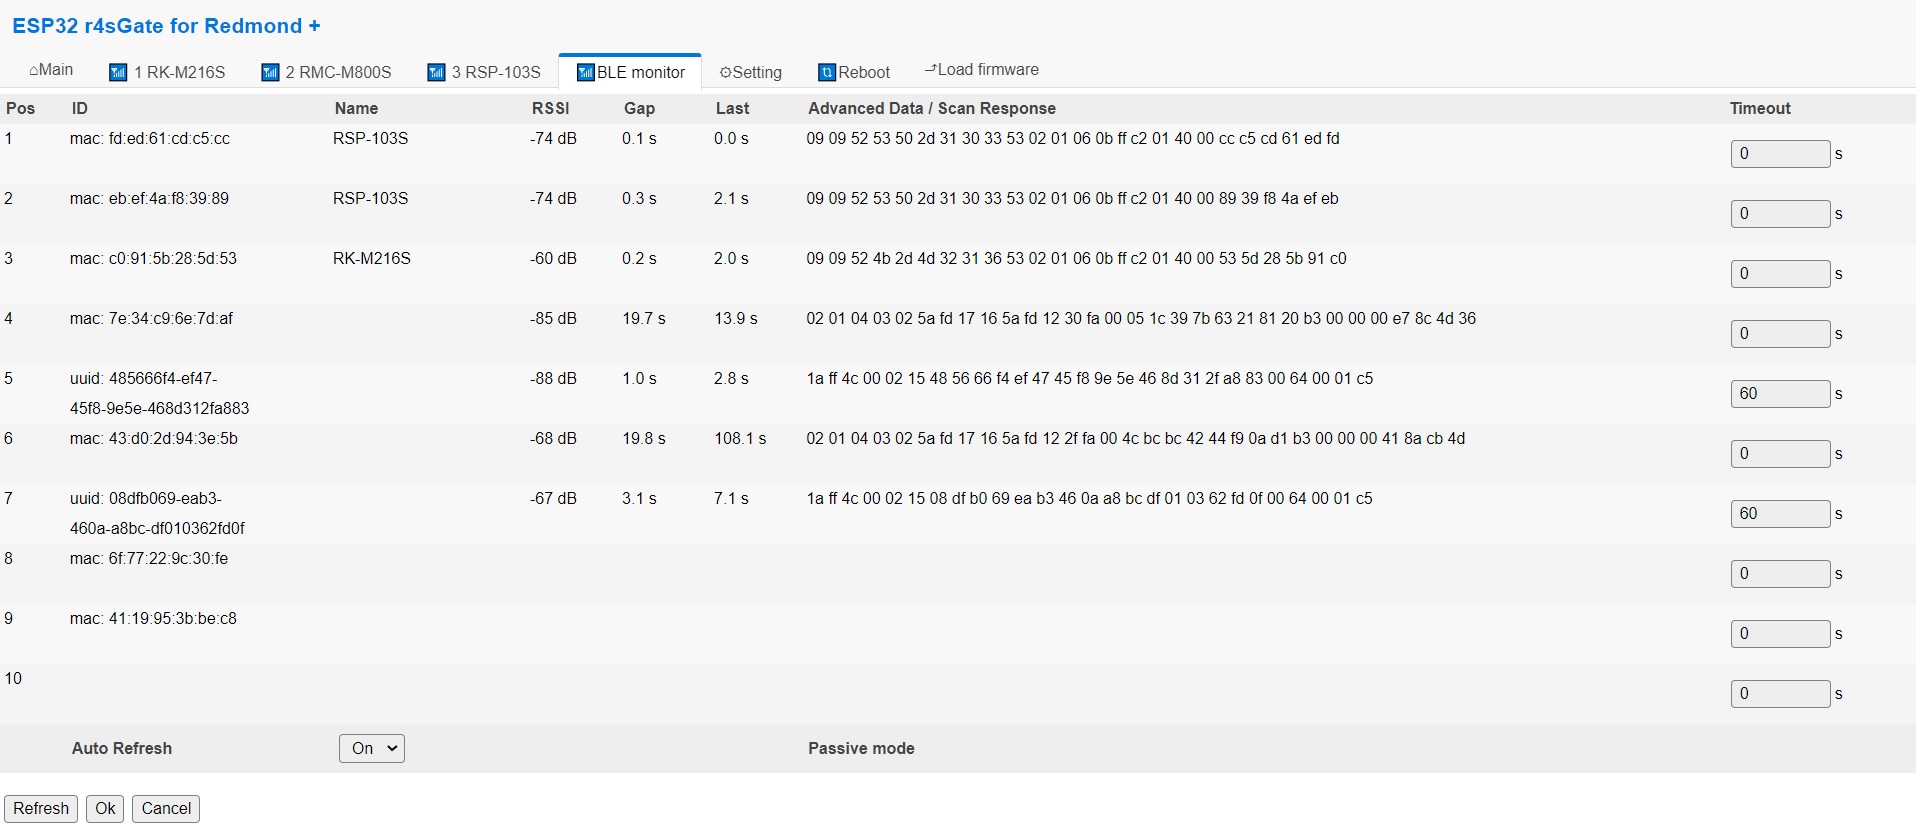 ESP32 r4sGate for Redmond +
⌂Main 1 RK-M216S 2 RMC-M800S 3 RSP-103S BLE monitor ⚙Setting Reboot Load firmware
Pos ID Name RSSI Gap Last Advanced Data / Scan Response Timeout
1 mac: fd:ed:61:cd:c5:cc RSP-103S -74 dB 0.1 s 0.0 s 09 09 52 53 50 2d 31 30 33 53 02 01 06 0b ff c2 01 40 00 cc c5 cd 61 ed fd 0 s
2 mac: eb:ef:4a:f8:39:89 RSP-103S -74 dB 0.3 s 2.1 s 09 09 52 53 50 2d 31 30 33 53 02 01 06 0b ff c2 01 40 00 89 39 f8 4a ef eb 0 s
3 mac: c0:91:5b:28:5d:53 RK-M216S -60 dB 0.2 s 2.0 s 09 09 52 4b 2d 4d 32 31 36 53 02 01 06 0b ff c2 01 40 00 53 5d 28 5b 91 c0 0 s
4 mac: 7e:34:c9:6e:7d:af -85 dB 19.7 s 13.9 s 02 01 04 03 02 5a fd 17 16 5a fd 12 30 fa 00 05 1c 39 7b 63 21 81 20 b3 00 00 00 e7 8c 4d 36 0 s
5 uuid: 485666f4-ef47- -88 dB 1.0 s 2.8 s 1a ff 4c 00 02 15 48 56 66 f4 ef 47 45 f8 9e 5e 46 8d 31 2f a8 83 00 64 00 01 c5 60 s
45f8-9e5e-468d312fa883
6 mac: 43:d0:2d:94:3e:5b -68 dB 19.8 s 108.1 s 02 01 04 03 02 5a fd 17 16 5a fd 12 2f fa 00 4c bc bc 42 44 f9 0a d1 b3 00 00 00 41 8a cb 4d 0 s
7 uuid: 08dfb069-eab3- -67 dB 3.1 s 7.1 s 1a ff 4c 00 02 15 08 df b0 69 ea b3 46 0a a8 bc df 01 03 62 fd 0f 00 64 00 01 c5 60 s
460a-a8bc-df010362fd0f
8 mac: 6f:77:22:9c:30:fe 0 s
9 mac: 41:19:95:3b:be:c8 0 s
10 0 s
Auto Refresh On Passive mode
Refresh Ok Cancel